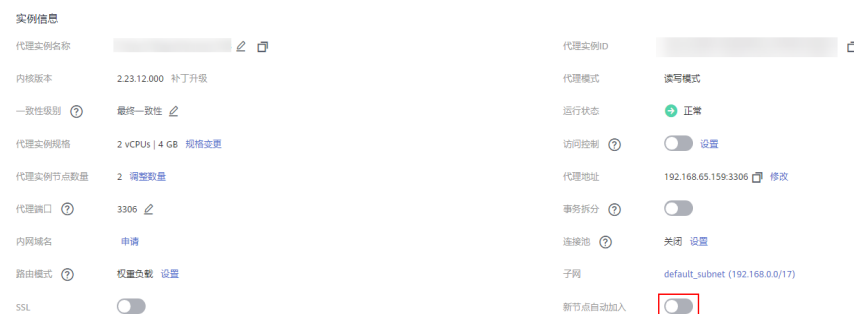 实例信息
代理实例名称
代理实例ID
内核版本 2.23.12.000 补丁升级
代理模式 读写模式
一致性级别 ? 最终一致性
运行状态 正常
代理实例规格 2 vCPUs | 4 GB 规格变更
访问控制 ? 设置
代理实例节点数量 2 调整数量
代理地址 192.168.65.159:3306 修改
代理端口 ? 3306
事务拆分 ?
内网域名 申请
连接池 ? 关闭 设置
路由模式 ? 权重负载 设置
子网 default_subnet (192.168.0.0/17)
SSL
新节点自动加入